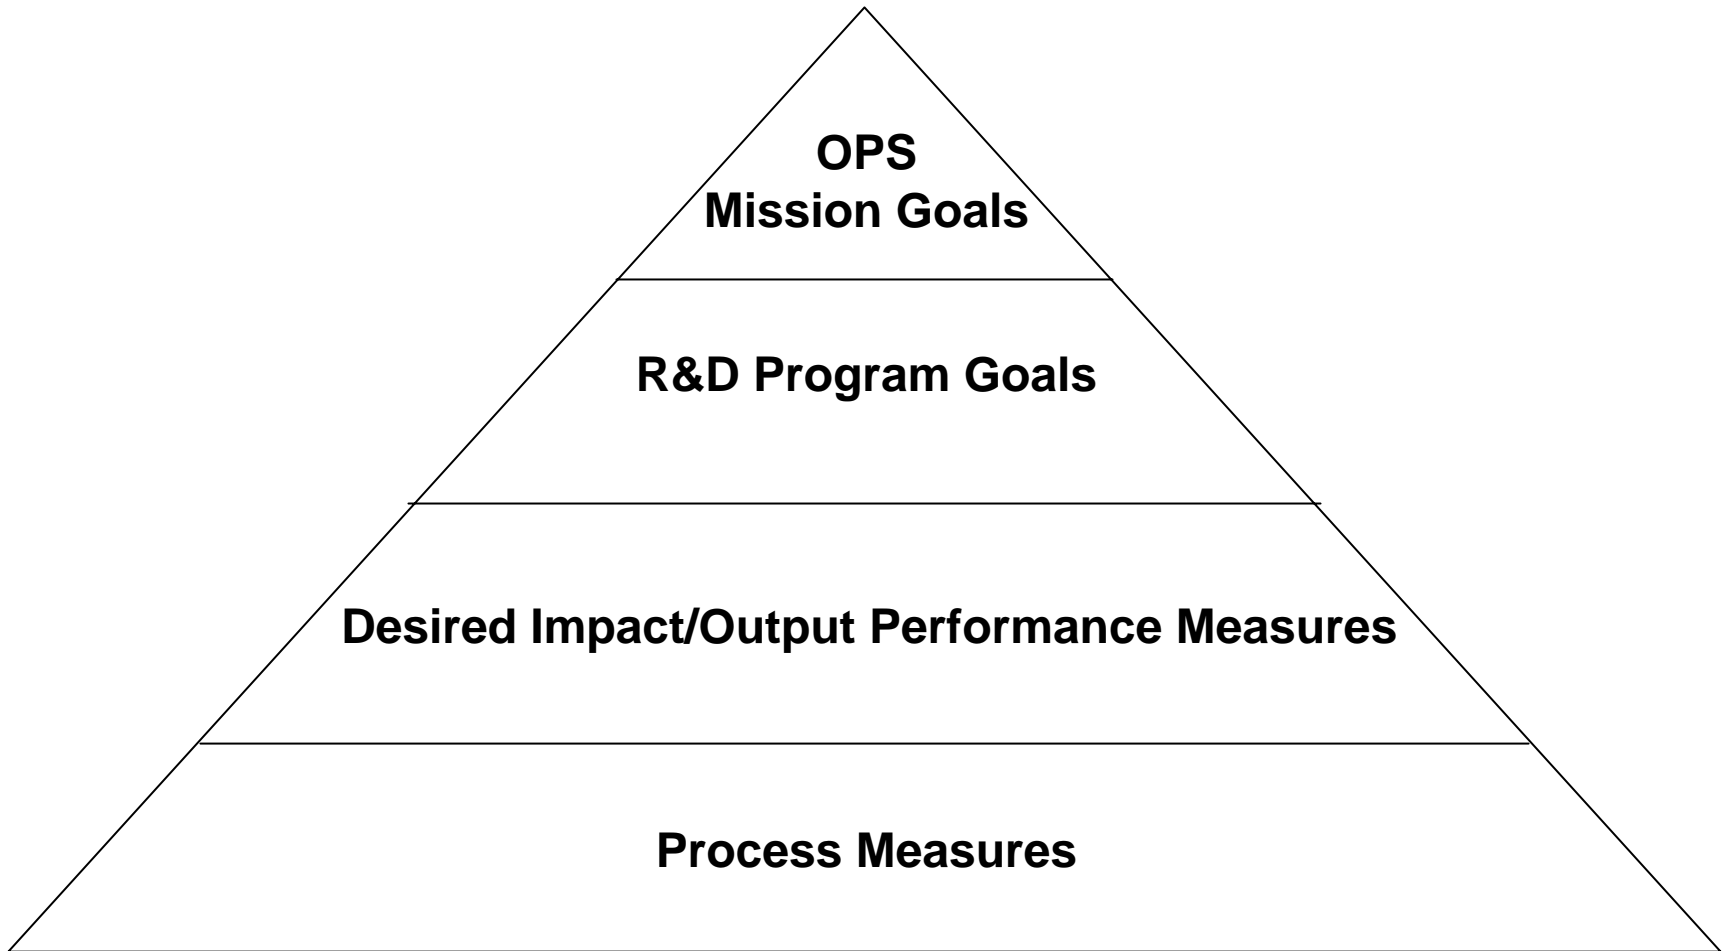 OPS
Mission Goals
R&D Program Goals
Desired Impact/Output Performance Measures
Process Measures